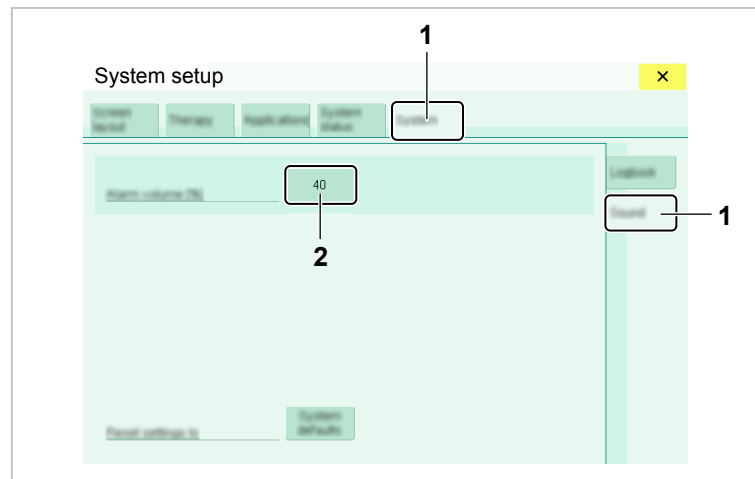 1
System setup
×
Screen
layout
Therapy
Applications
System
status
System
Alarm volume [%]
40
Logbook
Sound
1
2
Reset settings to
System
defaults